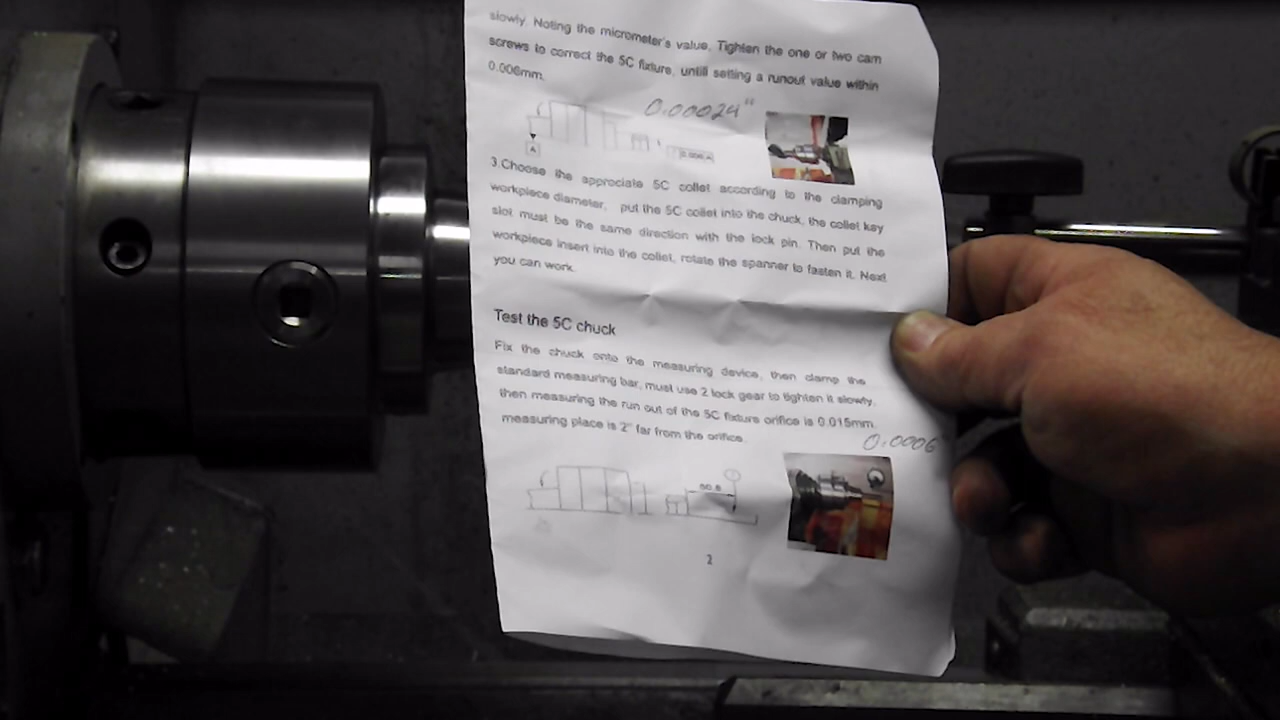 slowly. Noting the micrometer's value. Tighten the one or two cam
screws to correct the 5C fixture, untill setting a runout value within
0.006mm.
0.00024"
A
0.006 A
3.Choose the approciate 5C collet according to the clamping
workpiece diameter, put the 5C collet into the chuck, the collet key
slot must be the same direction with the lock pin. Then put the
workpiece insert into the collet, rotate the spanner to fasten it. Next
you can work.
Test the 5C chuck
Fix the chuck onto the measuring device, then clamp the
standard measuring bar, must use 2 lock gear to tighten it slowly,
then measuring the run out of the 5C fixture orifice is 0.015mm.
measuring place is 2" far from the orifice.
0.0006
50.8
2